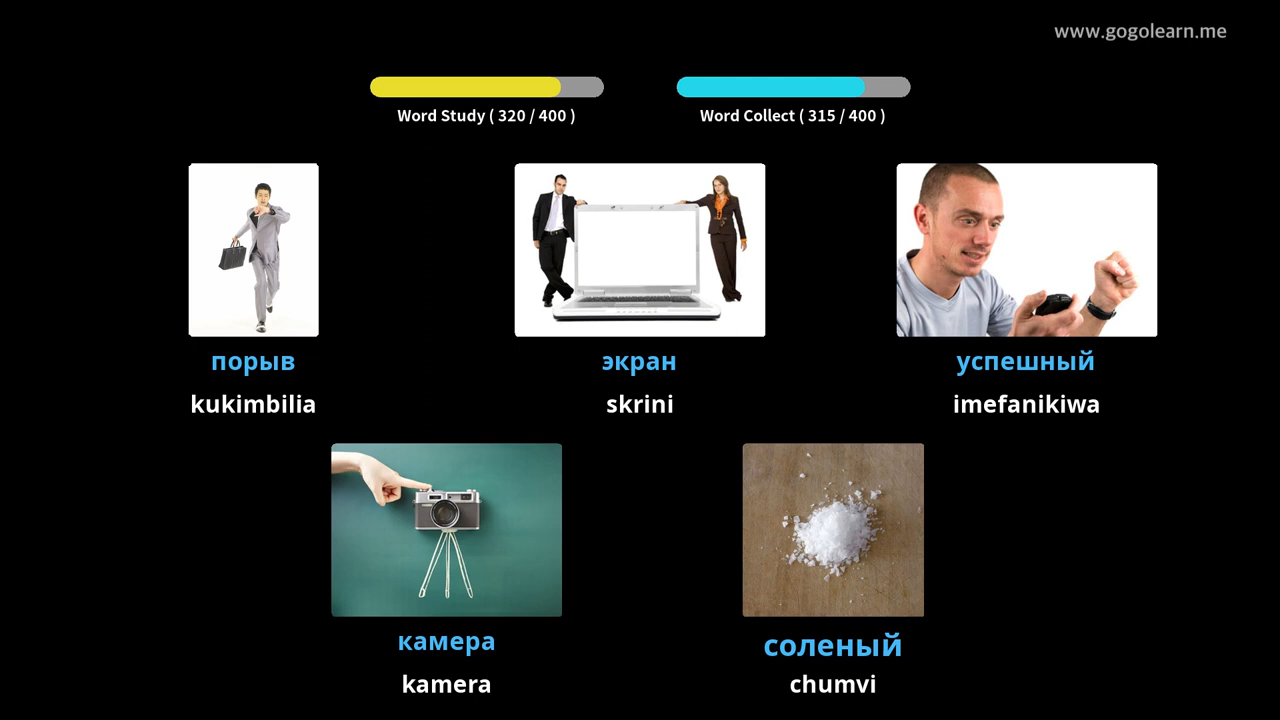 www.gogolearn.me
Word Study ( 320 / 400 )
Word Collect ( 315 / 400 )
порыв
экран
успешный
kukimbilia
skrini
imefanikiwa
камера
соленый
kamera
chumvi